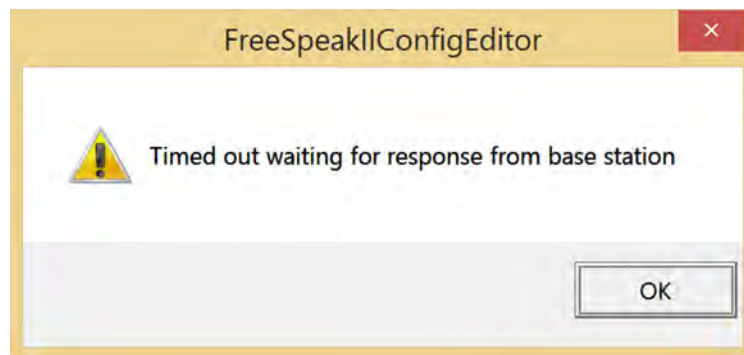 FreeSpeakIIConfigEditor
Timed out waiting for response from base station
OK